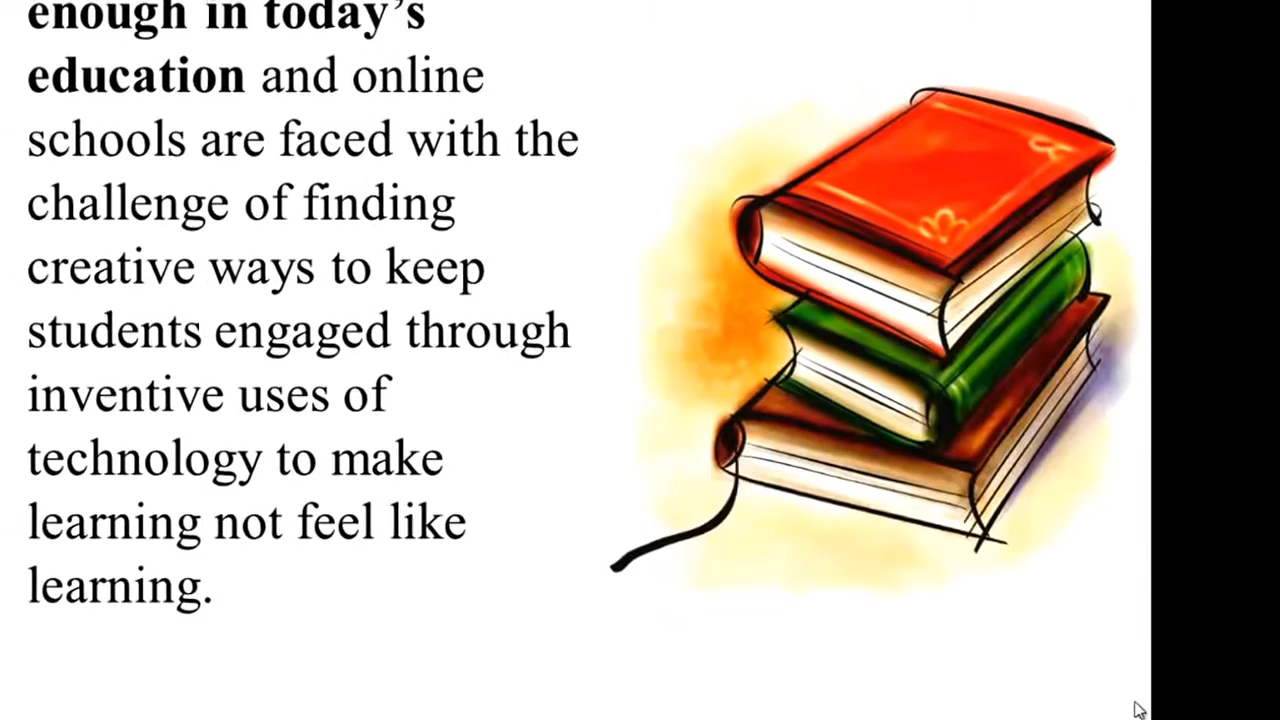 enough in today’s
education and online
schools are faced with the
challenge of finding
creative ways to keep
students engaged through
inventive uses of
technology to make
learning not feel like
learning.